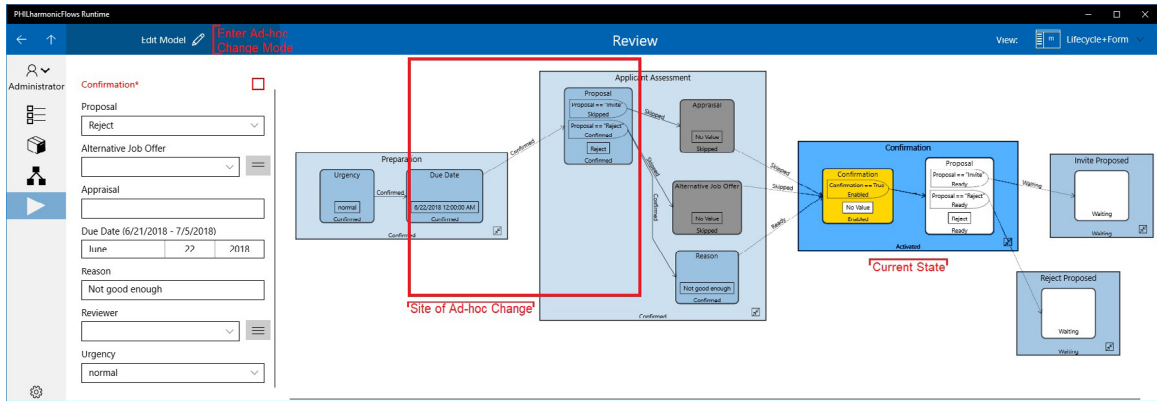 PHILharmonicFlows Runtime
Edit Model
Enter Ad-hoc
Change Mode
Review
View:
Lifecycle+Form
Administrator
Confirmation*
Proposal
Reject
Alternative Job Offer
Appraisal
Due Date (6/21/2018 - 7/5/2018)
June 22 2018
Reason
Not good enough
Reviewer
Urgency
normal
Preparation
Urgency
normal
Confirmed
Confirmed
Due Date
6/22/2018 12:00:00 AM
Confirmed
Confirmed
Confirmed
Site of Ad-hoc Change
Applicant Assessment
Proposal
Proposal == "Invite"
Skipped
Proposal == "Reject"
Confirmed
Reject
Confirmed
Skipped
Skipped
Confirmed
Appraisal
No Value
Skipped
Alternative Job Offer
No Value
Skipped
Reason
Not good enough
Confirmed
Confirmed
Skipped
Skipped
Ready
Confirmation
Confirmation
Confirmation == True
Enabled
No Value
Enabled
Proposal
Proposal == "Invite"
Ready
Proposal == "Reject"
Ready
Reject
Ready
Activated
Current State
Waiting
Invite Proposed
Waiting
Waiting
Waiting
Reject Proposed
Waiting
Waiting